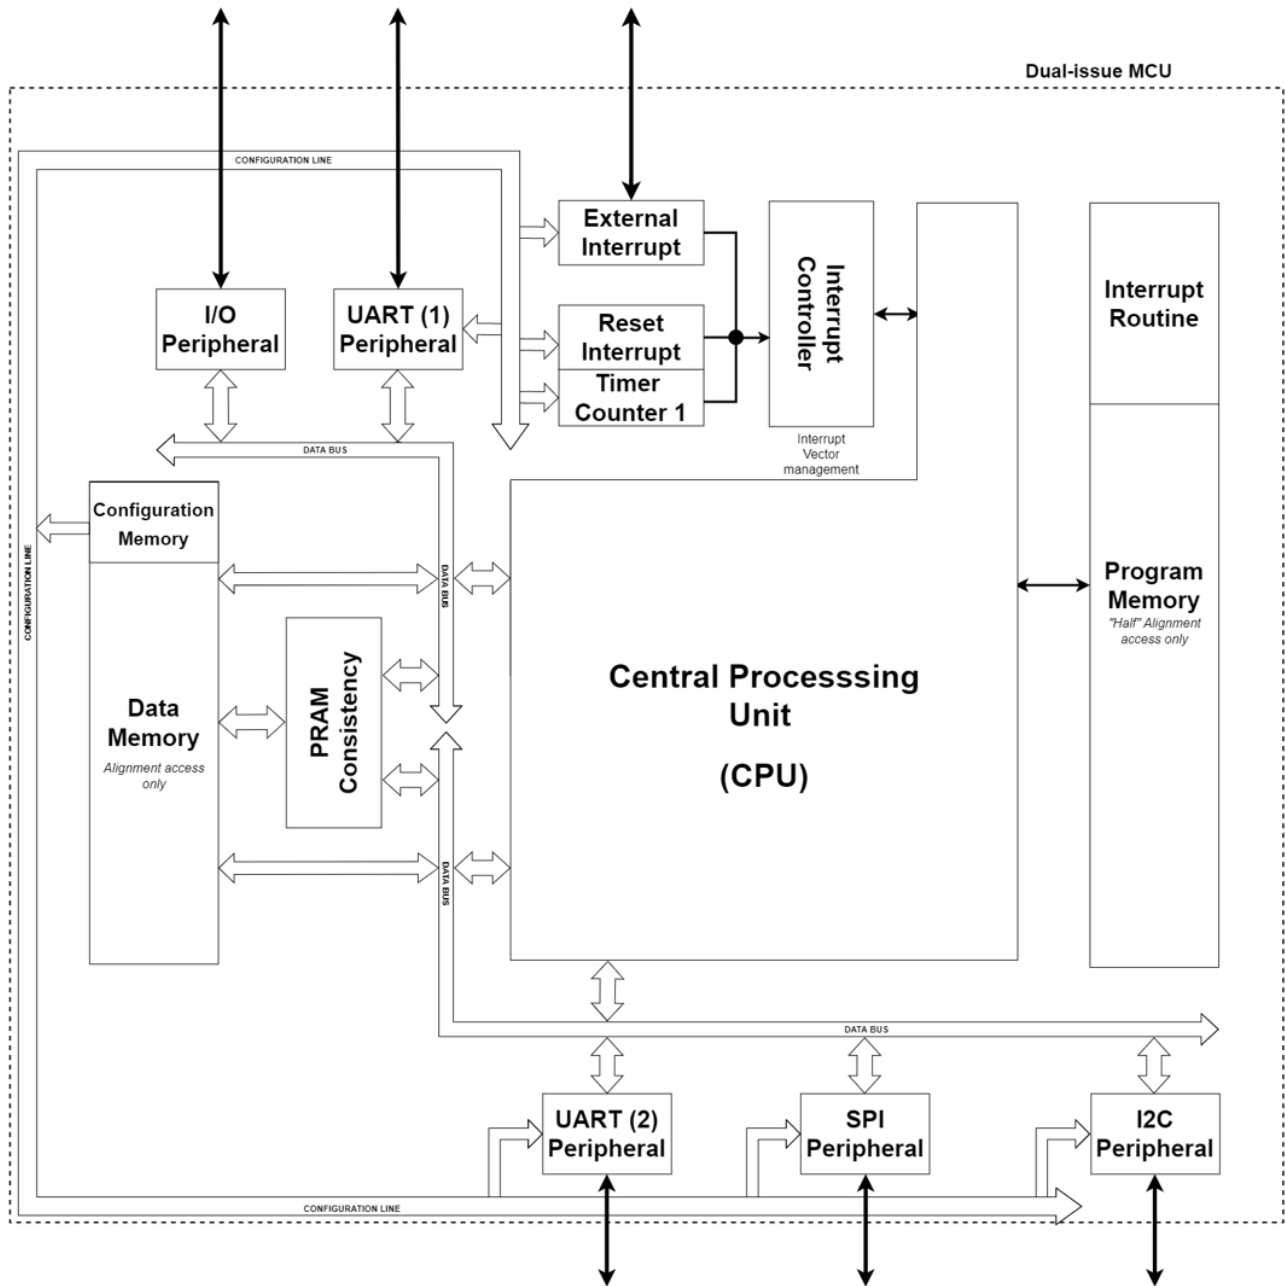 Dual-issue MCU
CONFIGURATION LINE
External
Interrupt
I/O
Peripheral
UART (1)
Peripheral
Reset
Interrupt
Timer
Counter 1
Interrupt
Controller
Interrupt
Vector
management
Interrupt
Routine
DATA BUS
Configuration
Memory
CONFIGURATION LINE
DATA BUS
Program
Memory
"Half" Alignment
access only
Data
Memory
Alignment access
only
PRAM
Consistency
Central Processsing
Unit
(CPU)
DATA BUS
DATA BUS
UART (2)
Peripheral
SPI
Peripheral
I2C
Peripheral
CONFIGURATION LINE